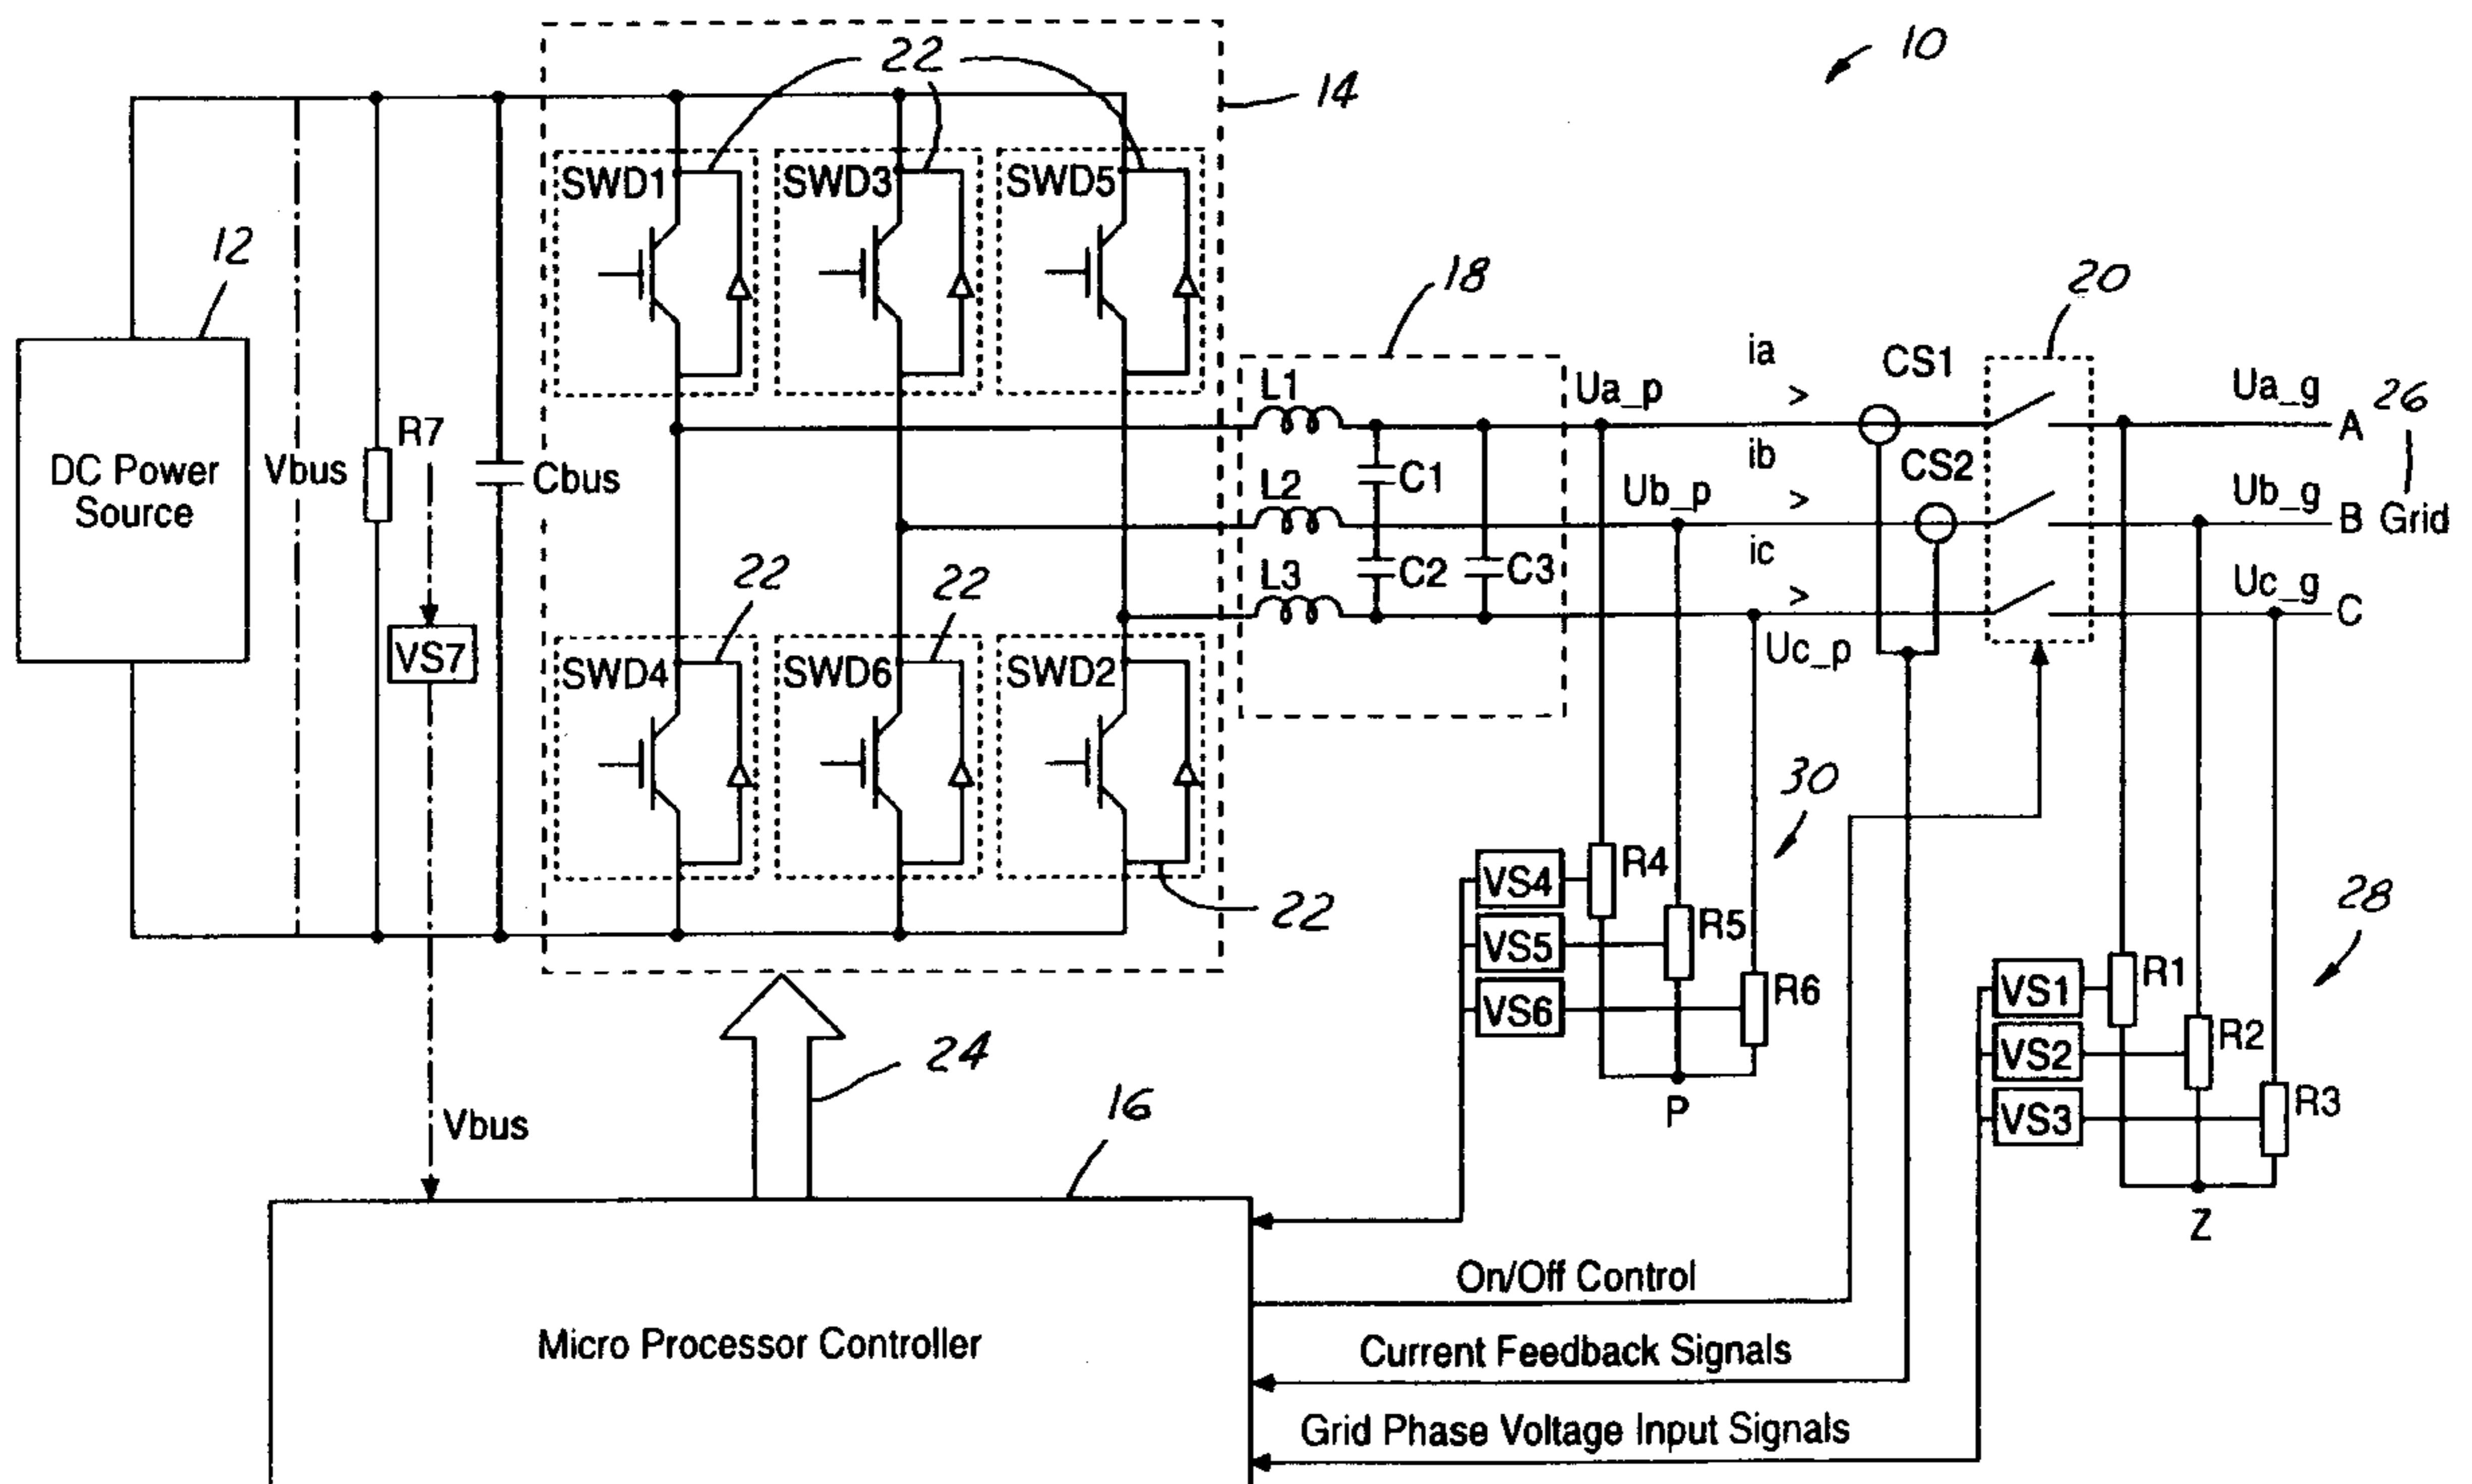 10
22
14
SWD1
SWD3
SWD5
12
18
20
ia
CS1
L1
Ua_p
Ua_g
26
>
A
R7
DC Power
Source
Vbus
Cbus
C1
ib
CS2
L2
Ub_p
>
Ub_g
B Grid
C2
C3
ic
L3
>
Uc_g
C
22
22
VS7
Uc_p
SWD4
SWD6
SWD2
30
VS4
R4
22
28
VS5
R5
VS6
R6
VS1
R1
24
VS2
R2
P
16
Vbus
VS3
R3
Z
On/Off Control
Micro Processor Controller
Current Feedback Signals
Grid Phase Voltage Input Signals